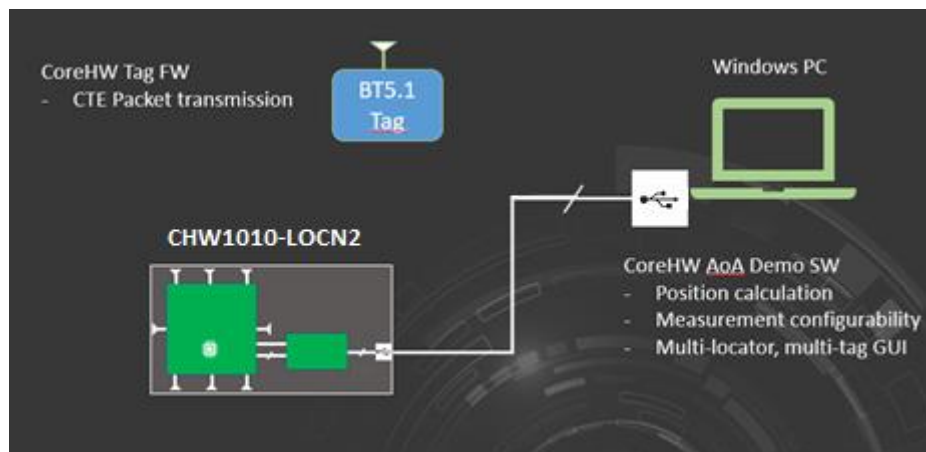 CoreHW Tag FW
- CTE Packet transmission
BT5.1
Tag
Windows PC
CHW1010-LOCN2
CoreHW AoA Demo SW
- Position calculation
- Measurement configurability
- Multi-locator, multi-tag GUI